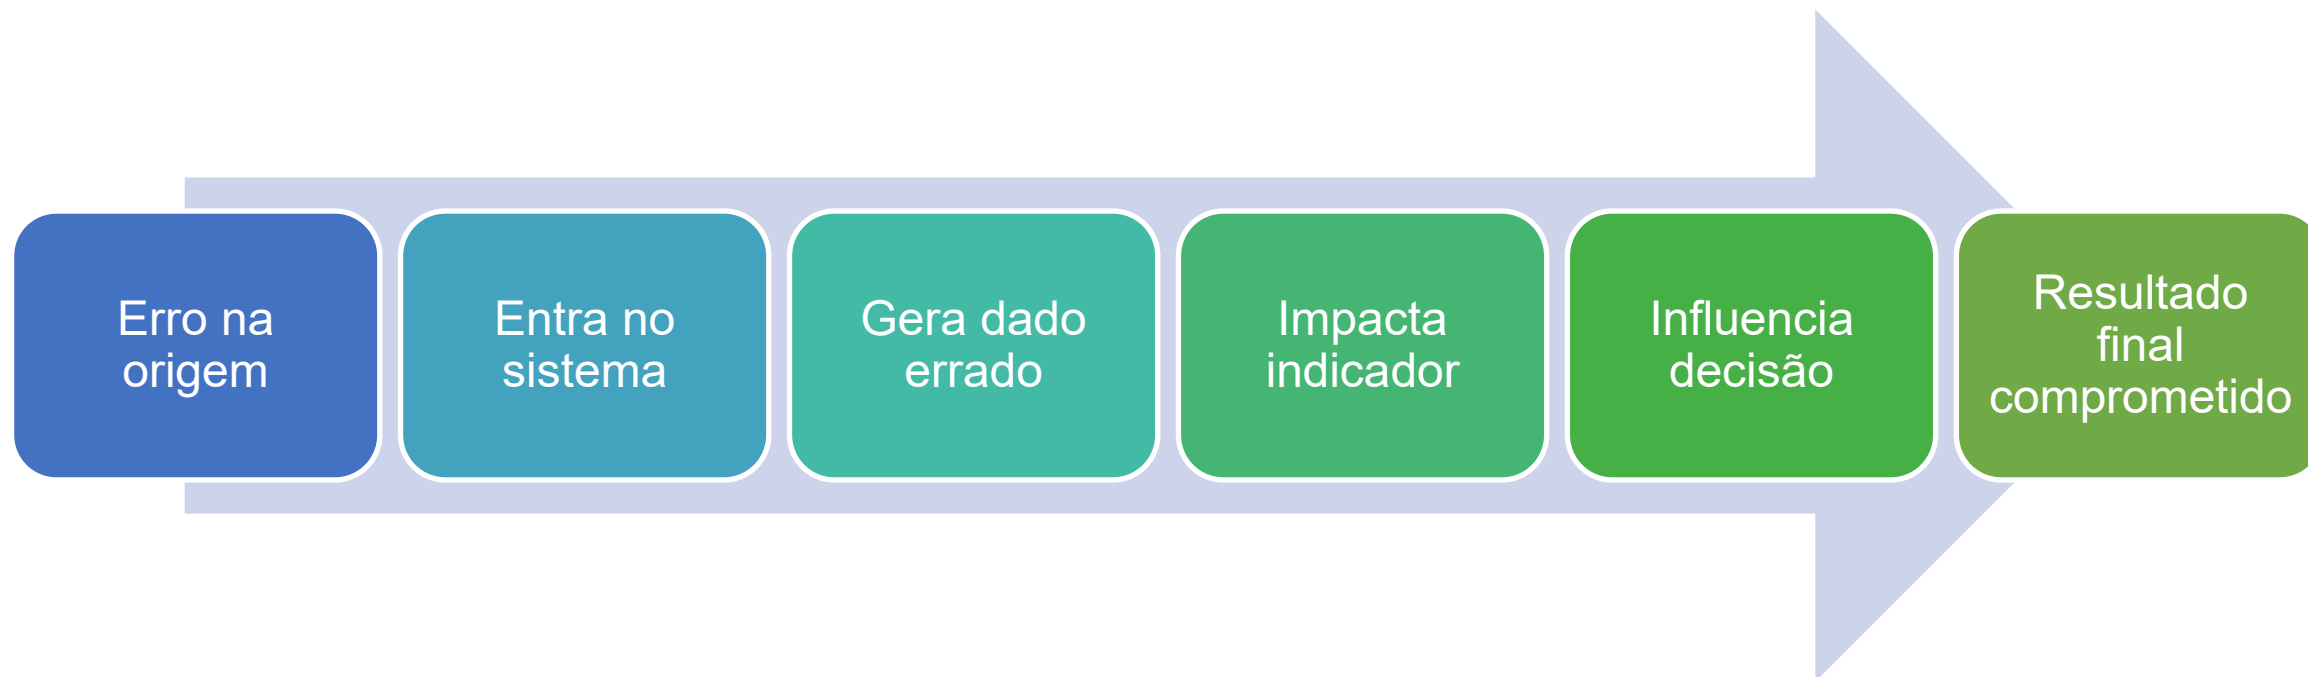 Erro na
origem
Entra no
sistema
Gera dado
errado
Impacta
indicador
Influencia
decisão
Resultado
final
comprometido